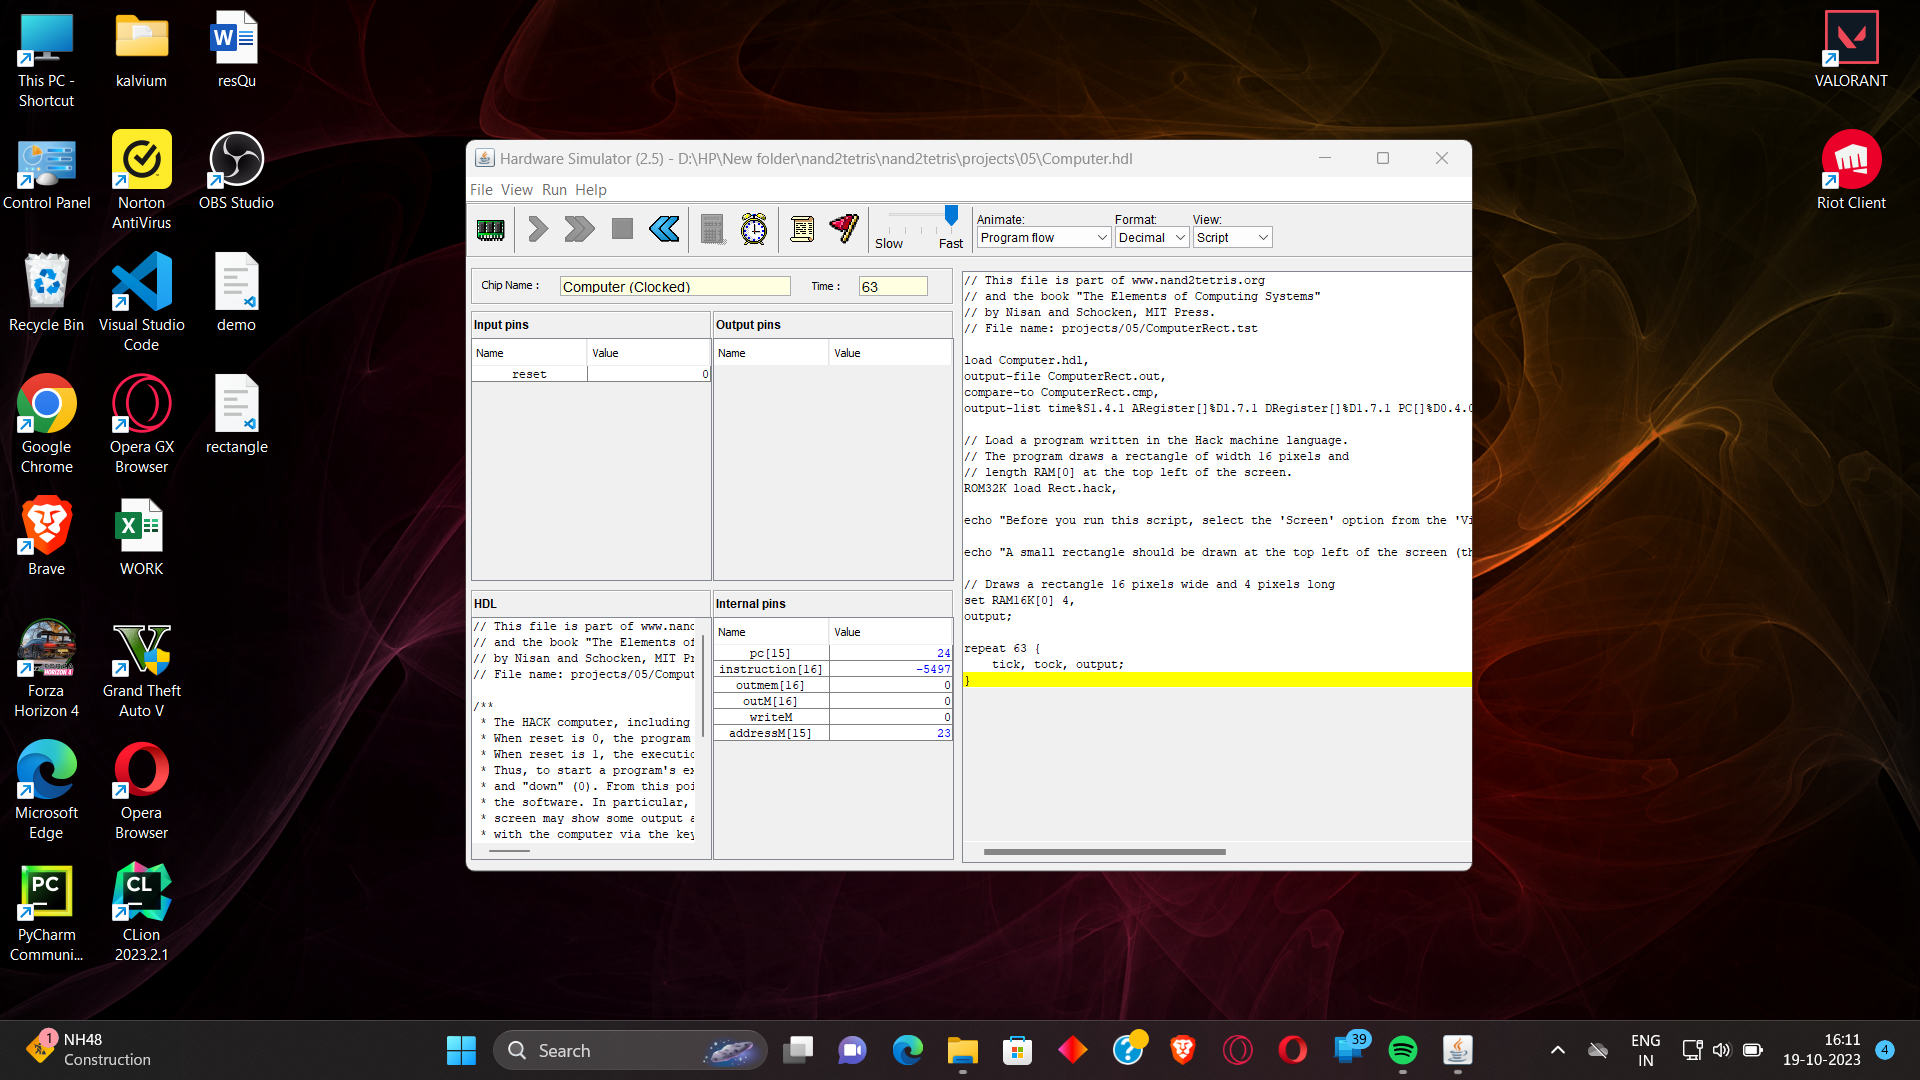 This PC -
Shortcut
kalvium
resQu
Control Panel
Norton
AntiVirus
OBS Studio
Recycle Bin
Visual Studio
Code
demo
Google
Chrome
Opera GX
Browser
rectangle
Brave
WORK
Forza
Horizon 4
Grand Theft
Auto V
Microsoft
Edge
Opera
Browser
PyCharm
Communi...
CLion
2023.2.1
VALORANT
Riot Client
Hardware Simulator (2.5) - D:\HP\New folder\nand2tetris\nand2tetris\projects\05\Computer.hdl
File View Run Help
Slow Fast
Animate: Format: View:
Program flow Decimal Script
Chip Name : Computer (Clocked) Time : 63
Input pins
Name Value
reset 0
Output pins
Name Value
HDL
// This file is part of www.nand
// and the book "The Elements of
// by Nisan and Schocken, MIT Pr
// File name: projects/05/Comput
/**
* The HACK computer, including
* When reset is 0, the program
* When reset is 1, the executio
* Thus, to start a program's ex
* and "down" (0). From this poi
* the software. In particular,
* screen may show some output a
* with the computer via the key
Internal pins
Name Value
pc[15] 24
instruction[16] -5497
outmem[16] 0
outM[16] 0
writeM 0
addressM[15] 23
// This file is part of www.nand2tetris.org
// and the book "The Elements of Computing Systems"
// by Nisan and Schocken, MIT Press.
// File name: projects/05/ComputerRect.tst
load Computer.hdl,
output-file ComputerRect.out,
compare-to ComputerRect.cmp,
output-list time%S1.4.1 ARegister[]%D1.7.1 DRegister[]%D1.7.1 PC[]%D0.4.0
// Load a program written in the Hack machine language.
// The program draws a rectangle of width 16 pixels and
// length RAM[0] at the top left of the screen.
ROM32K load Rect.hack,
echo "Before you run this script, select the 'Screen' option from the 'Vi
echo "A small rectangle should be drawn at the top left of the screen (th
// Draws a rectangle 16 pixels wide and 4 pixels long
set RAM16K[0] 4,
output;
repeat 63 {
tick, tock, output;
}
1
NH48
Construction
Search
39
ENG
IN
16:11
19-10-2023
4